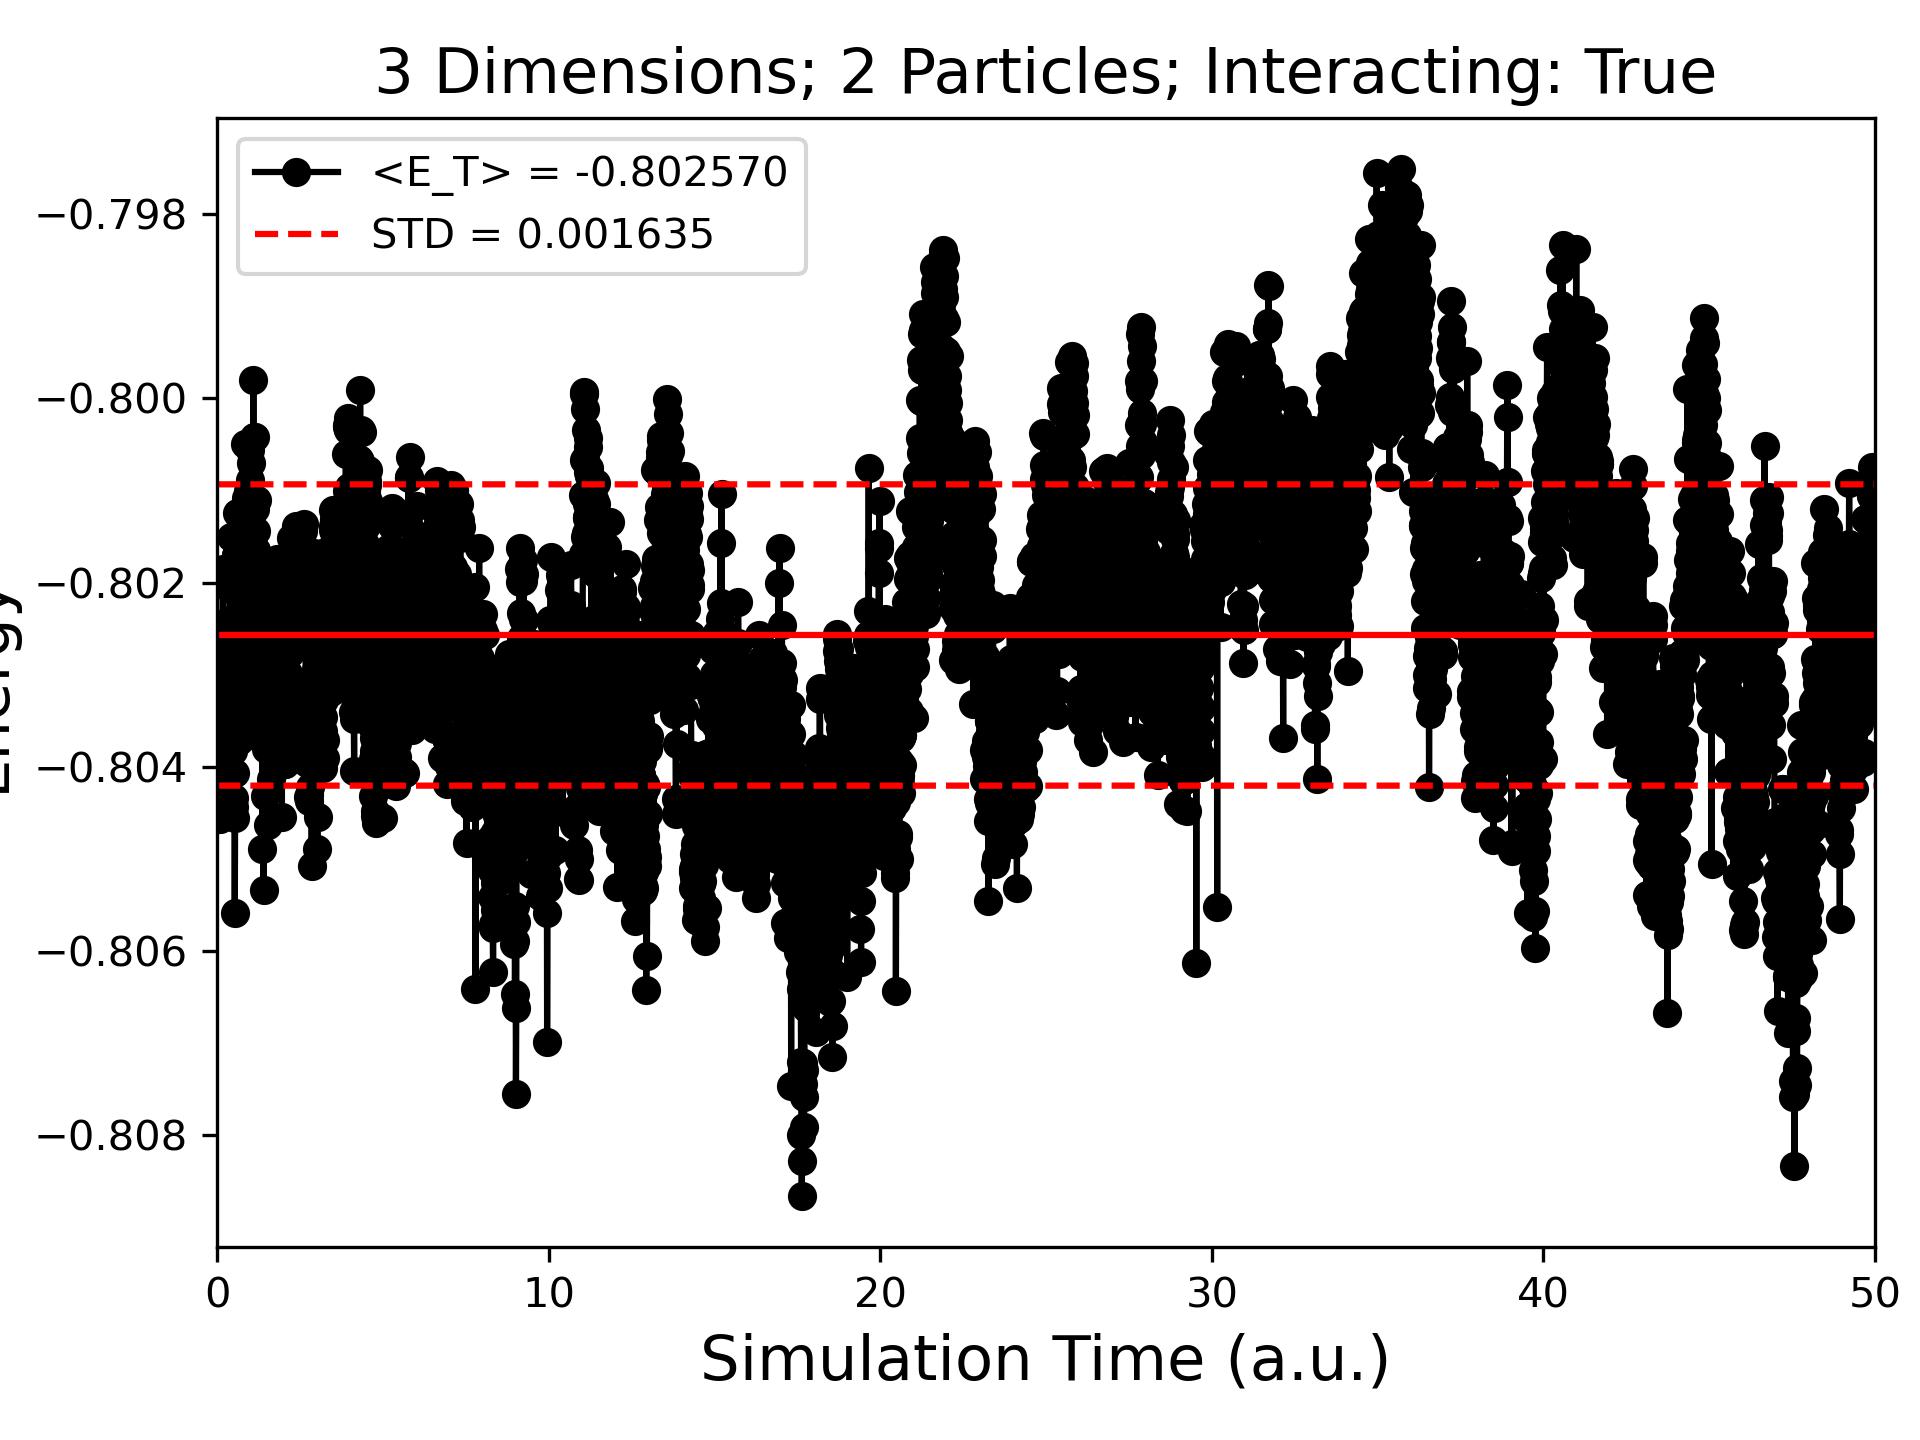 3 Dimensions; 2 Particles; Interacting: True
<E_T> = -0.802570
STD = 0.001635
−0.798
−0.800
−0.802
−0.804
−0.806
−0.808
Energy
0 10 20 30 40 50
Simulation Time (a.u.)